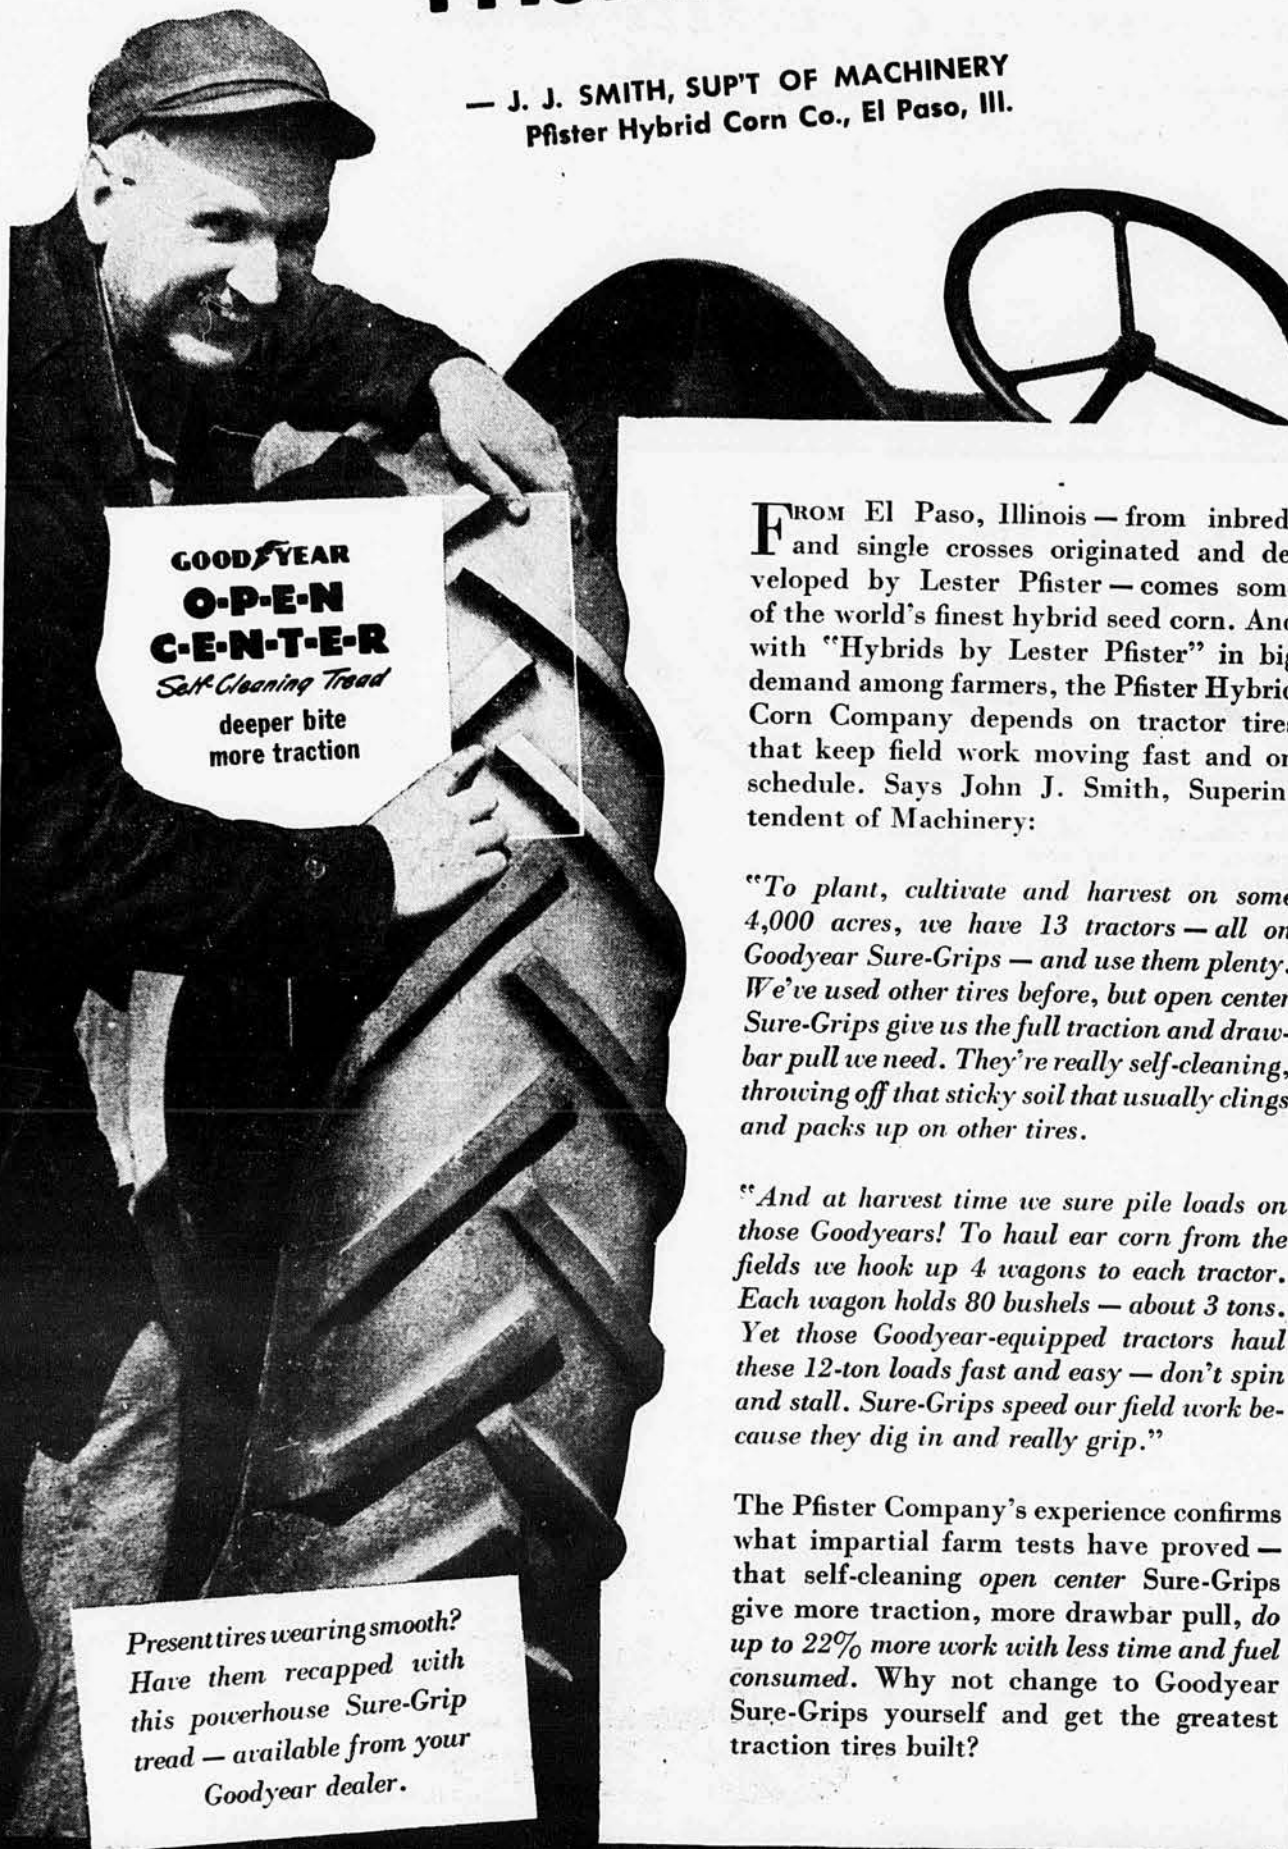 — J. J. SMITH, SUP'T OF MACHINERY
Pfister Hybrid Corn Co., El Paso, Ill.
GOODYEAR
O-P-E-N
C-E-N-T-E-R
Self-Cleaning Tread
deeper bite
more traction
FROM El Paso, Illinois — from inbred
and single crosses originated and de
veloped by Lester Pfister — comes som
of the world's finest hybrid seed corn. And
with "Hybrids by Lester Pfister" in big
demand among farmers, the Pfister Hybrid
Corn Company depends on tractor tires
that keep field work moving fast and on
schedule. Says John J. Smith, Superin
tendent of Machinery:
"To plant, cultivate and harvest on some
4,000 acres, we have 13 tractors — all on
Goodyear Sure-Grips — and use them plenty.
We've used other tires before, but open center
Sure-Grips give us the full traction and draw-
bar pull we need. They're really self-cleaning,
throwing off that sticky soil that usually clings
and packs up on other tires.
"And at harvest time we sure pile loads on
those Goodyears! To haul ear corn from the
fields we hook up 4 wagons to each tractor.
Each wagon holds 80 bushels — about 3 tons.
Yet those Goodyear-equipped tractors haul
these 12-ton loads fast and easy — don't spin
and stall. Sure-Grips speed our field work be-
cause they dig in and really grip."
The Pfister Company's experience confirms
what impartial farm tests have proved —
that self-cleaning open center Sure-Grips
give more traction, more drawbar pull, do
up to 22% more work with less time and fuel
consumed. Why not change to Goodyear
Sure-Grips yourself and get the greatest
traction tires built?
Present tires wearing smooth?
Have them recapped with
this powerhouse Sure-Grip
tread — available from your
Goodyear dealer.